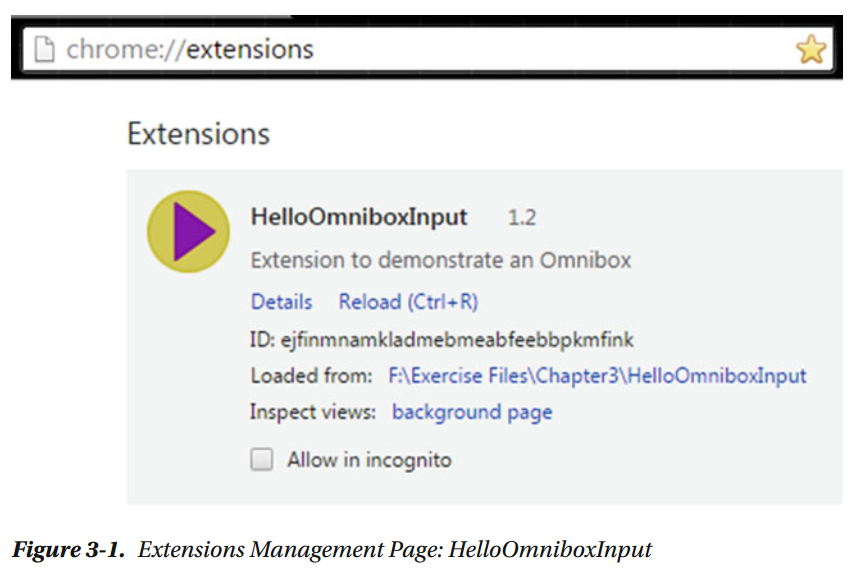 chrome://extensions
Extensions
HelloOmniboxInput 1.2
Extension to demonstrate an Omnibox
Details Reload (Ctrl+R)
ID: ejfinmnamkladmebmeabfeebbpkmfink
Loaded from: F:\Exercise Files\Chapter3\HelloOmniboxInput
Inspect views: background page
Allow in incognito
Figure 3-1. Extensions Management Page: HelloOmniboxInput